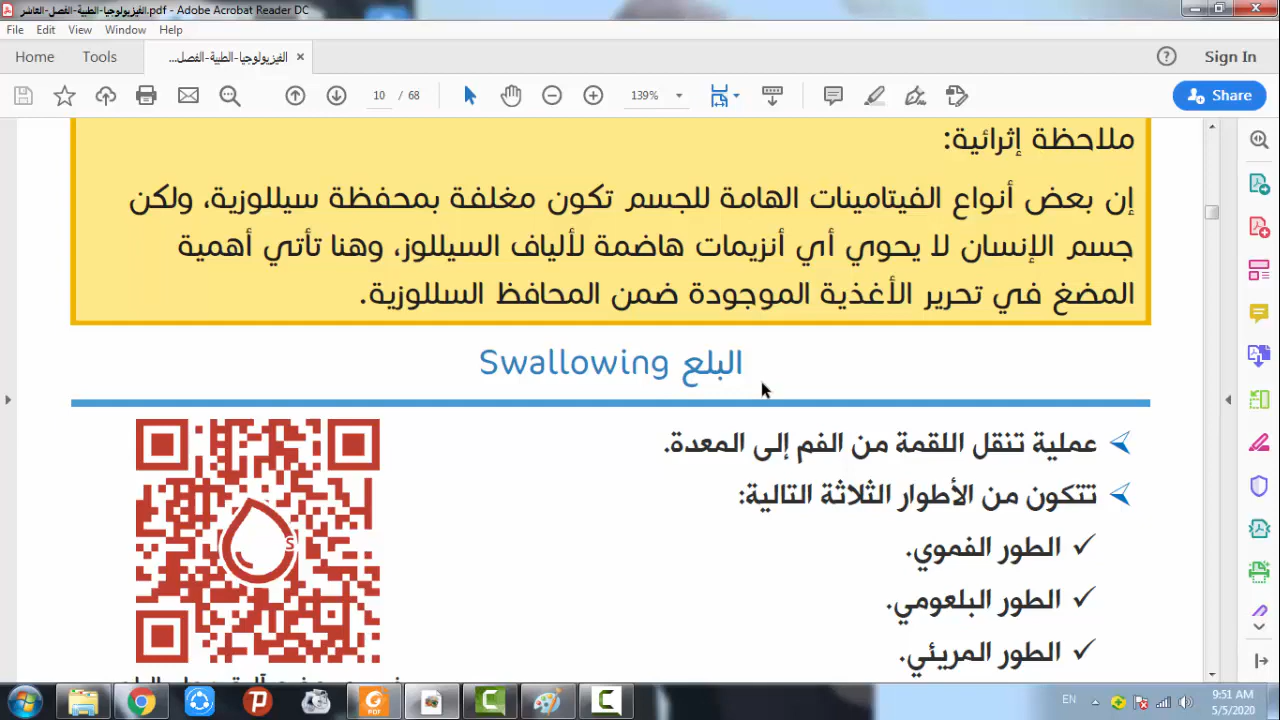 الفيزيولوجيا-الطبية-الفصل-العاشر.pdf - Adobe Acrobat Reader DC
File Edit View Window Help
Home Tools الفيزيولوجيا-الطبية-الفصل... × Sign In
10 / 68 139% Share
ملاحظة إثرائية:
إن بعض أنواع الفيتامينات الهامة للجسم تكون مغلفة بمحفظة سيللوزية، ولكن
جسم الإنسان لا يحوي أي أنزيمات هاضمة لألياف السيللوز، وهنا تأتي أهمية
المضغ في تحرير الأغذية الموجودة ضمن المحافظ السللوزية.
البلع Swallowing
عملية تنقل اللقمة من الفم إلى المعدة.
تتكون من الأطوار الثلاثة التالية:
✓ الطور الفموي.
✓ الطور البلعومي.
✓ الطور المريئي.
EN 9:51 AM
5/5/2020